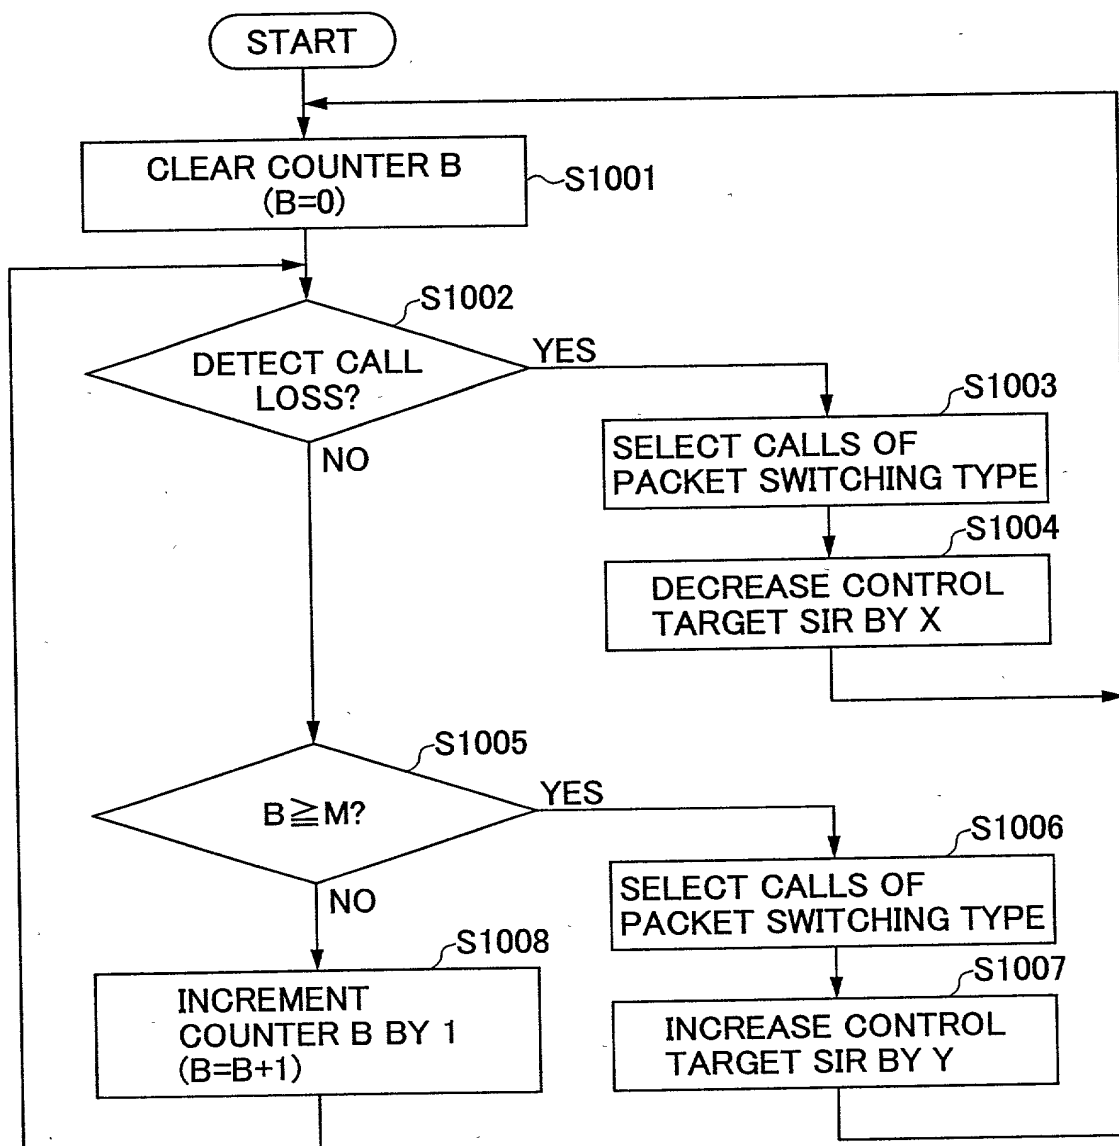 START
CLEAR COUNTER B
(B=0)
S1001
S1002
DETECT CALL
LOSS?
YES
NO
S1003
SELECT CALLS OF
PACKET SWITCHING TYPE
S1004
DECREASE CONTROL
TARGET SIR BY X
S1005
B≧M?
YES
NO
S1006
SELECT CALLS OF
PACKET SWITCHING TYPE
S1007
INCREASE CONTROL
TARGET SIR BY Y
S1008
INCREMENT
COUNTER B BY 1
(B=B+1)